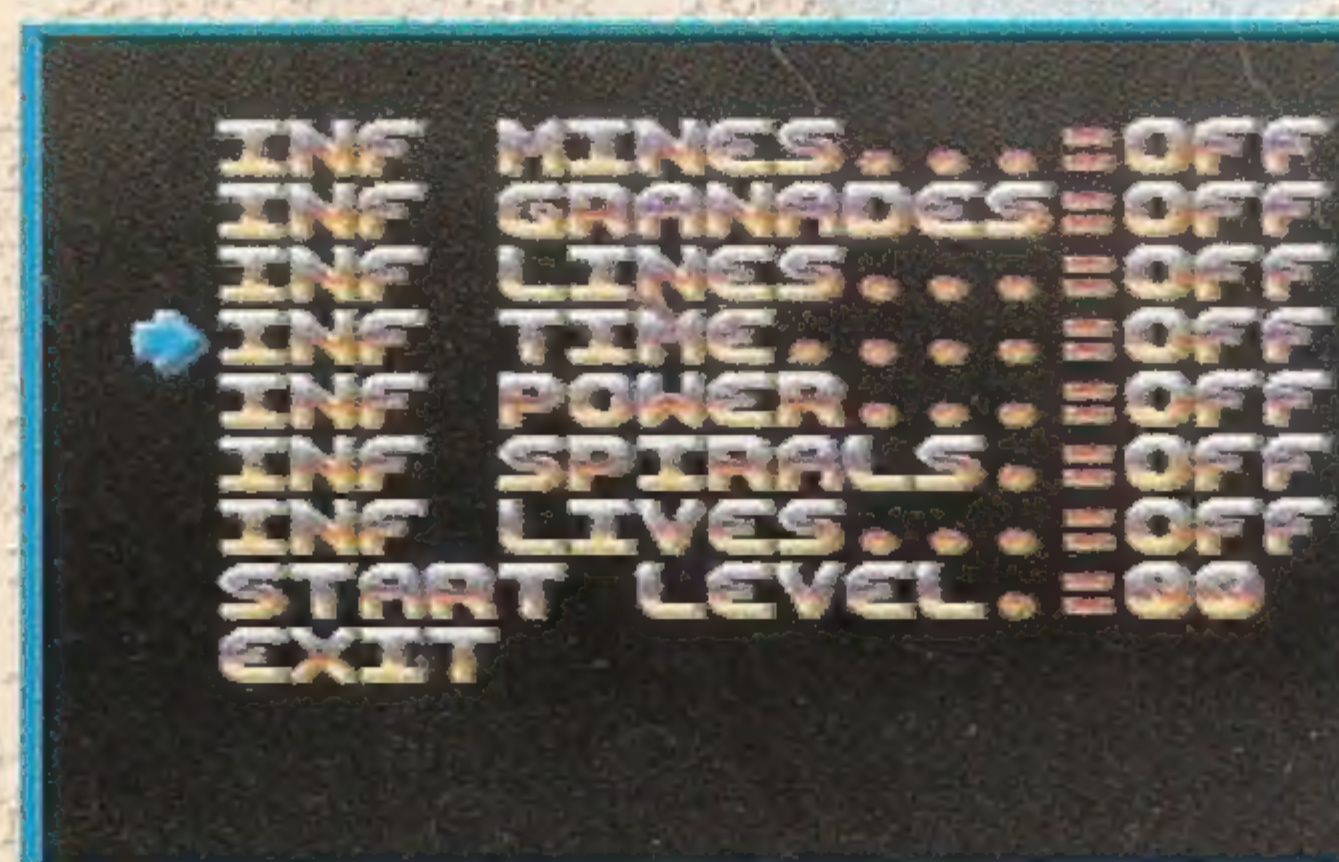 INF MINES...=OFF
INF GRANADES=OFF
INF LINES...=OFF
INF TIME....=OFF
INF POWER...=OFF
INF SPIRALS.=OFF
INF LIVES...=OFF
START LEVEL.=00
EXIT